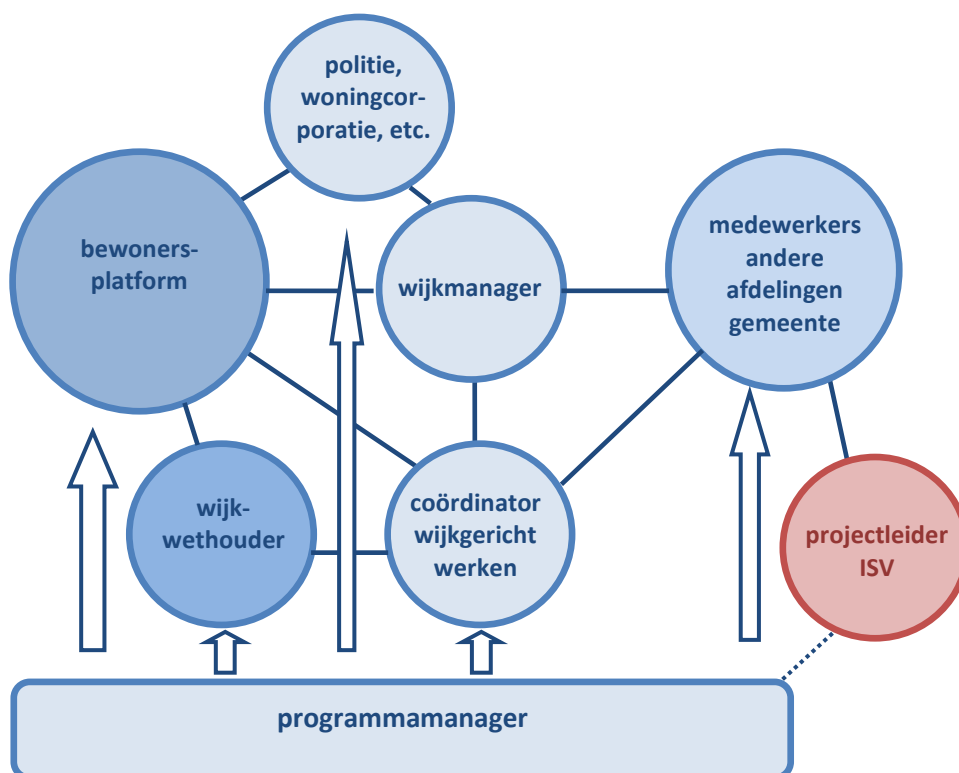 politie,
woningcor-
poratie, etc.
bewoners-
platform
wijkmanager
medewerkers
andere
afdelingen
gemeente
wijk-
wethouder
coördinator
wijkgericht
werken
projectleider
ISV
programmamanager